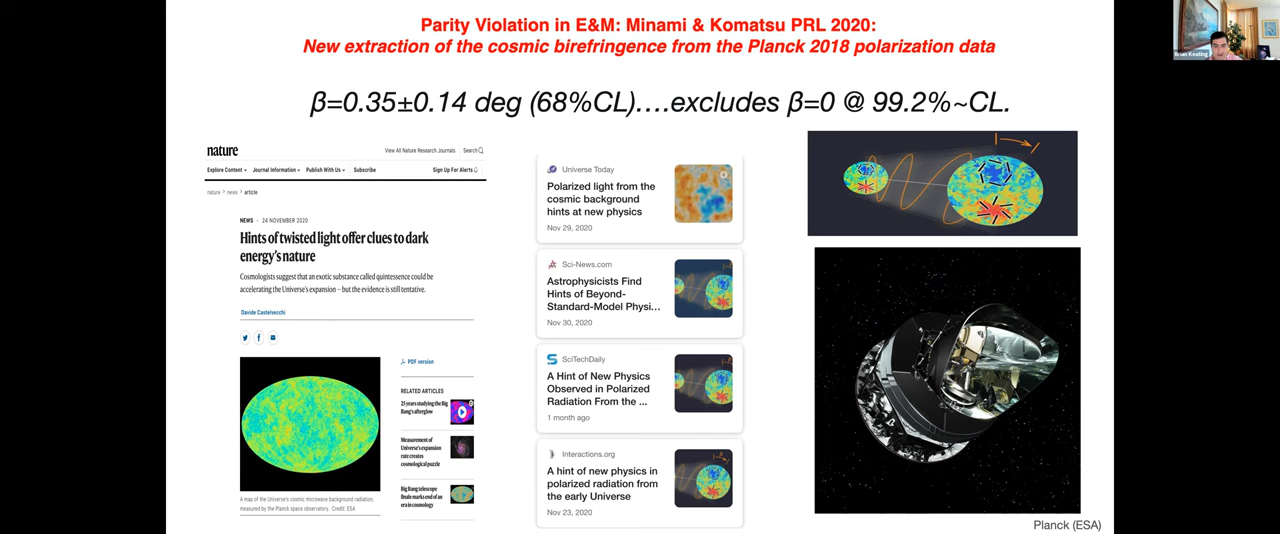 Parity Violation in E&M: Minami & Komatsu PRL 2020:
New extraction of the cosmic birefringence from the Planck 2018 polarization data
β=0.35±0.14 deg (68%CL)....excludes β=0 @ 99.2%~CL.
Brian Keating
nature
View All Nature Research Journals
Search
Explore Content
Journal Information
Publish With Us
Subscribe
Sign Up For Alerts
nature > news > article
NEWS · 24 NOVEMBER 2020
Hints of twisted light offer clues to dark
energy's nature
Cosmologists suggest that an exotic substance called quintessence could be
accelerating the Universe's expansion — but the evidence is still tentative.
Davide Castelvecchi
PDF version
RELATED ARTICLES
25 years studying the Big
Bang's afterglow
Measurement of
Universe's expansion
rate creates
cosmological puzzle
Big Bang telescope
finale marks end of an
era in cosmology
A map of the Universe's cosmic microwave background radiation,
measured by the Planck space observatory. Credit: ESA
Universe Today
Polarized light from the
cosmic background
hints at new physics
Nov 29, 2020
Sci-News.com
Astrophysicists Find
Hints of Beyond-
Standard-Model Physi...
Nov 30, 2020
SciTechDaily
A Hint of New Physics
Observed in Polarized
Radiation From the ...
1 month ago
Interactions.org
A hint of new physics in
polarized radiation from
the early Universe
Nov 23, 2020
Planck (ESA)